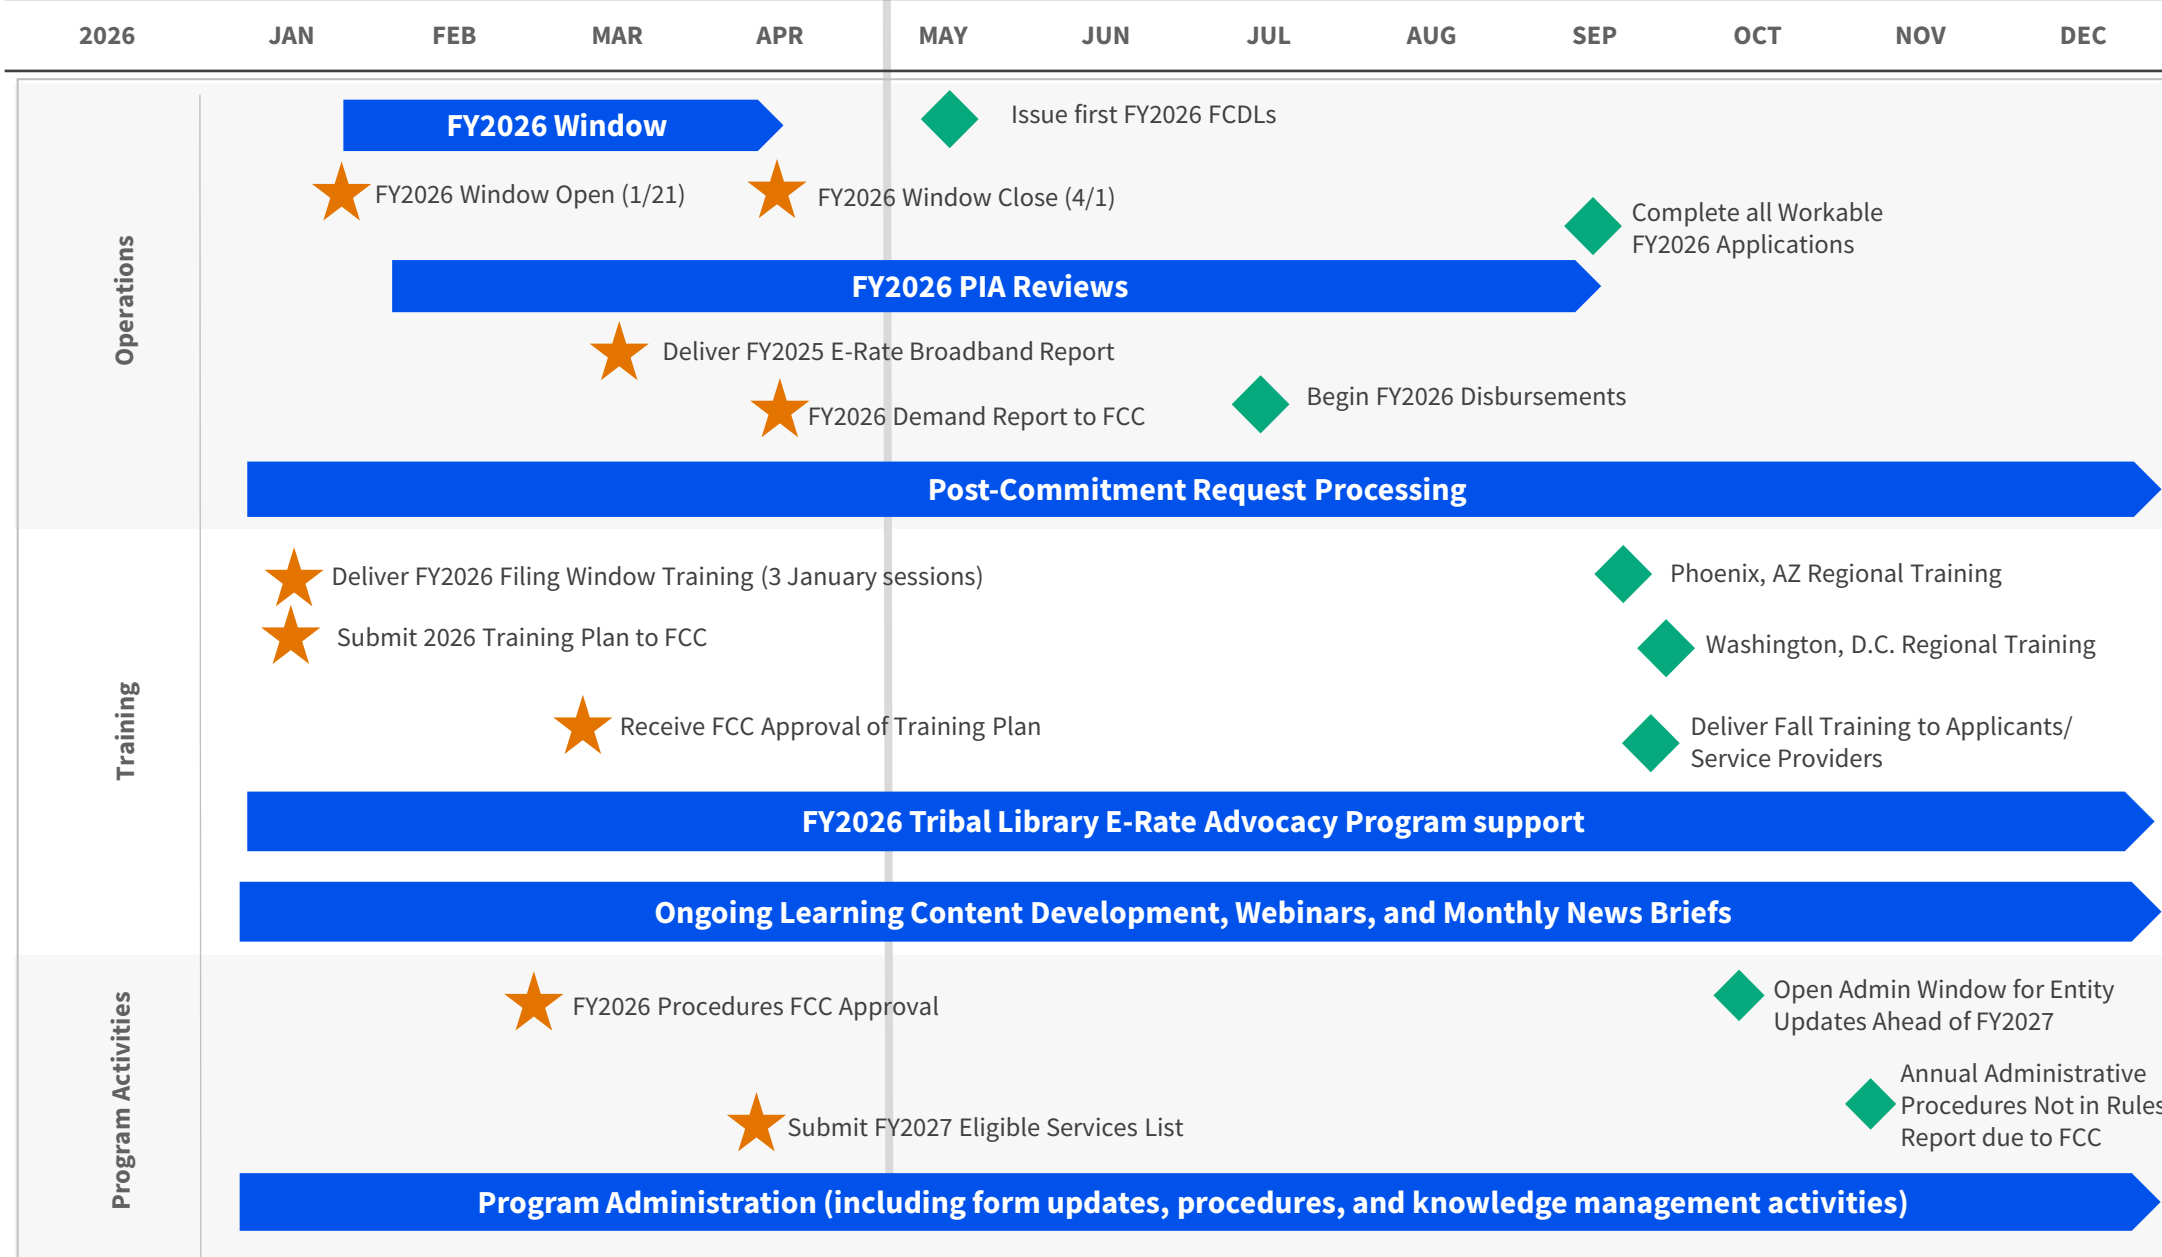 2026 JAN FEB MAR APR MAY JUN JUL AUG SEP OCT NOV DEC
Operations
FY2026 Window
Issue first FY2026 FCDLs
FY2026 Window Open (1/21)
FY2026 Window Close (4/1)
Complete all Workable
FY2026 Applications
FY2026 PIA Reviews
Deliver FY2025 E-Rate Broadband Report
Begin FY2026 Disbursements
FY2026 Demand Report to FCC
Post-Commitment Request Processing
Training
Deliver FY2026 Filing Window Training (3 January sessions)
Phoenix, AZ Regional Training
Submit 2026 Training Plan to FCC
Washington, D.C. Regional Training
Receive FCC Approval of Training Plan
Deliver Fall Training to Applicants/
Service Providers
FY2026 Tribal Library E-Rate Advocacy Program support
Ongoing Learning Content Development, Webinars, and Monthly News Briefs
Program Activities
FY2026 Procedures FCC Approval
Open Admin Window for Entity
Updates Ahead of FY2027
Annual Administrative
Procedures Not in Rules
Report due to FCC
Submit FY2027 Eligible Services List
Program Administration (including form updates, procedures, and knowledge management activities)